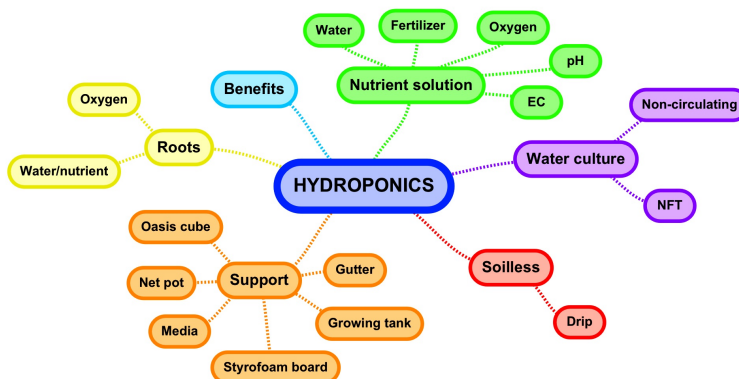 Water
Fertilizer
Oxygen
pH
Nutrient solution
EC
Benefits
Oxygen
Roots
Water/nutrient
HYDROPONICS
Non-circulating
Water culture
NFT
Oasis cube
Net pot
Support
Gutter
Media
Growing tank
Styrofoam board
Soilless
Drip